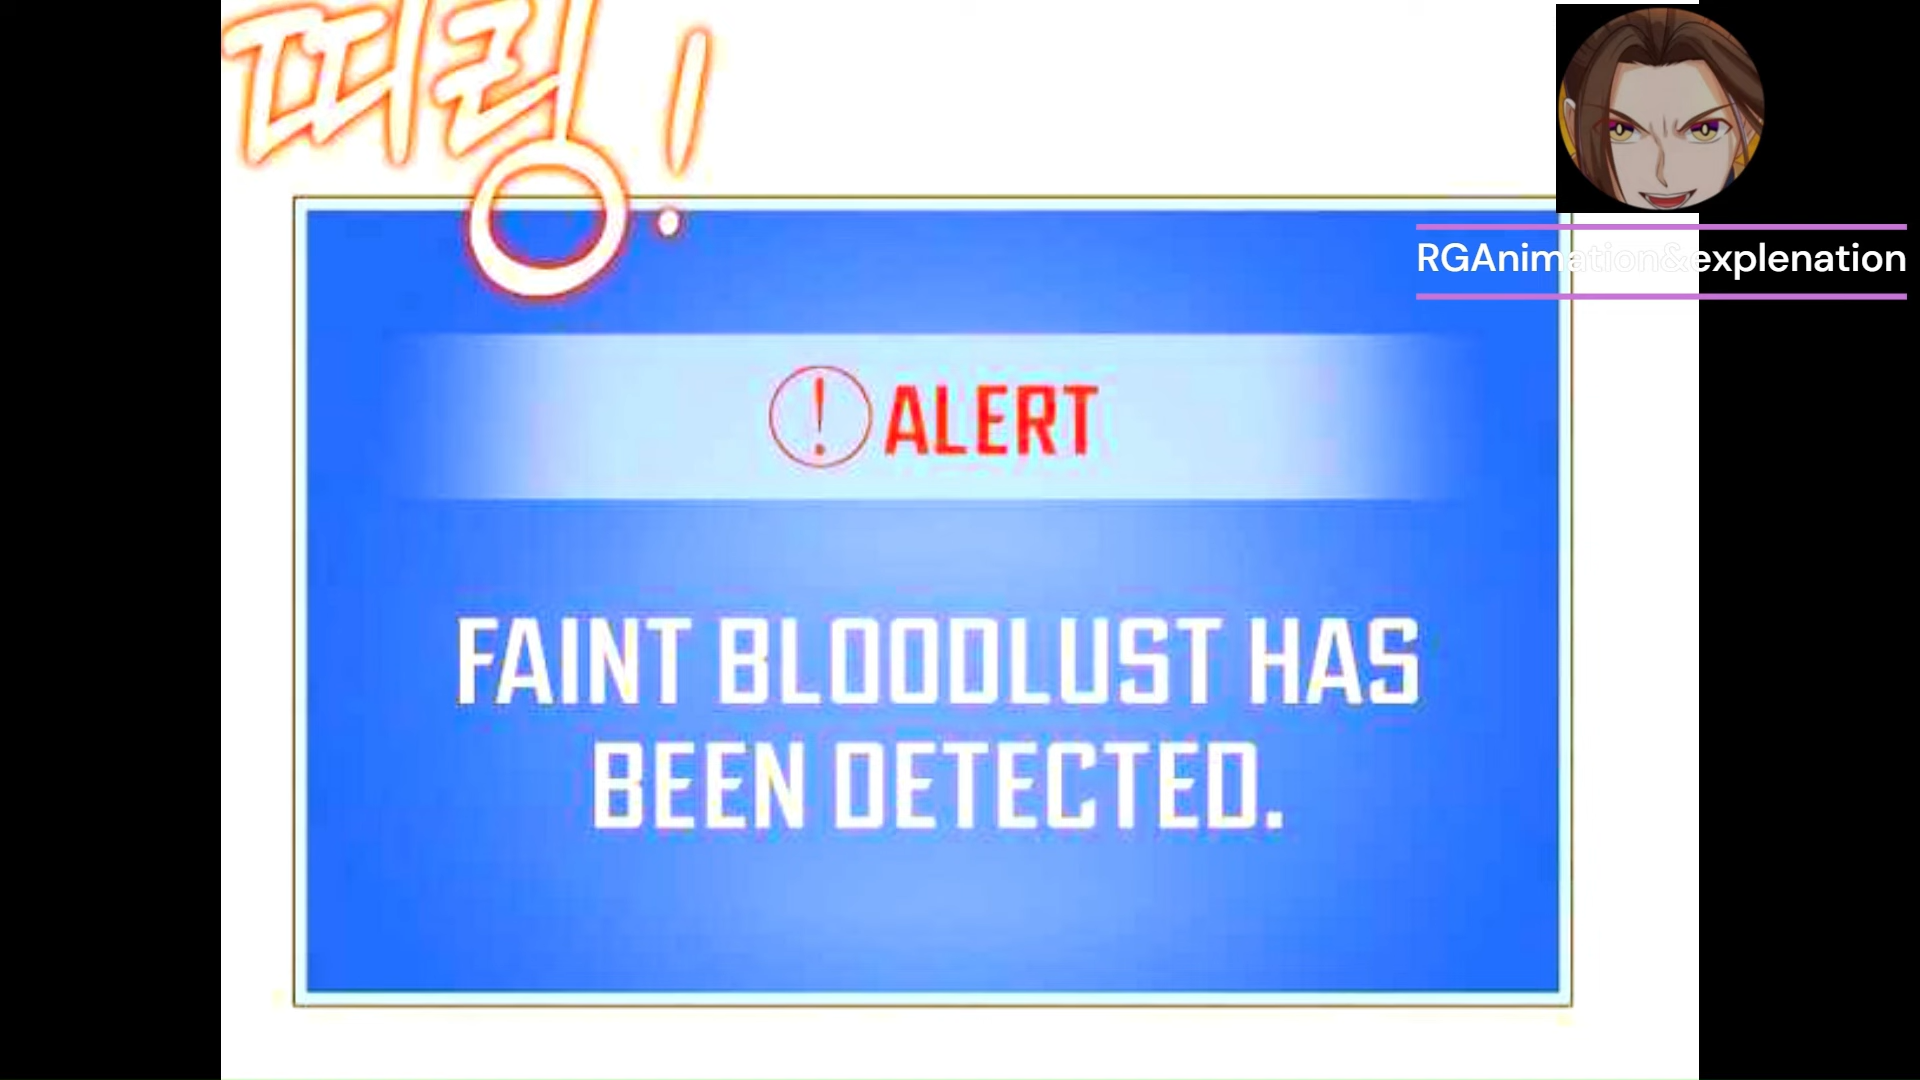 띠링!
RGAnimation&explenation
ALERT
FAINT BLOODLUST HAS
BEEN DETECTED.